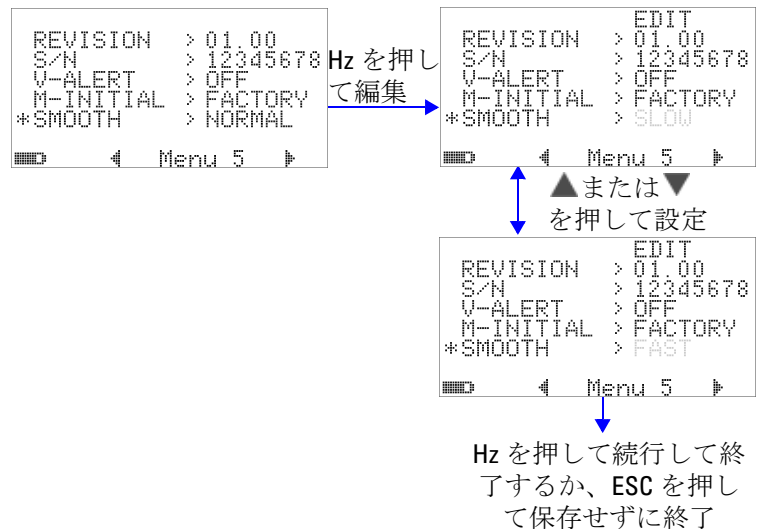 REVISION > 01.00
S/N > 12345678
V-ALERT > OFF
M-INITIAL > FACTORY
*SMOOTH > NORMAL
Menu 5
Hz を押し
て編集
EDIT
REVISION > 01.00
S/N > 12345678
V-ALERT > OFF
M-INITIAL > FACTORY
*SMOOTH > SLOW
Menu 5
▲または▼
を押して設定
EDIT
REVISION > 01.00
S/N > 12345678
V-ALERT > OFF
M-INITIAL > FACTORY
*SMOOTH > FAST
Menu 5
Hz を押して続行して終
了するか、ESC を押し
て保存せずに終了